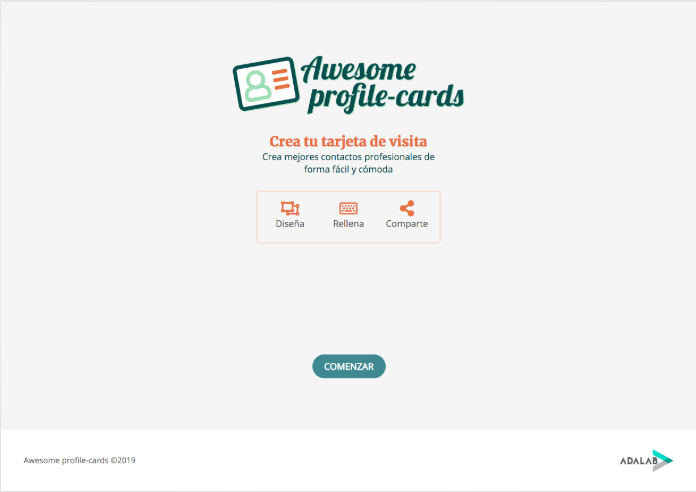 Awesome
profile-cards
Crea tu tarjeta de visita
Crea mejores contactos profesionales de
forma fácil y cómoda
Diseña Rellena Comparte
COMENZAR
Awesome profile-cards ©2019
ADALAB